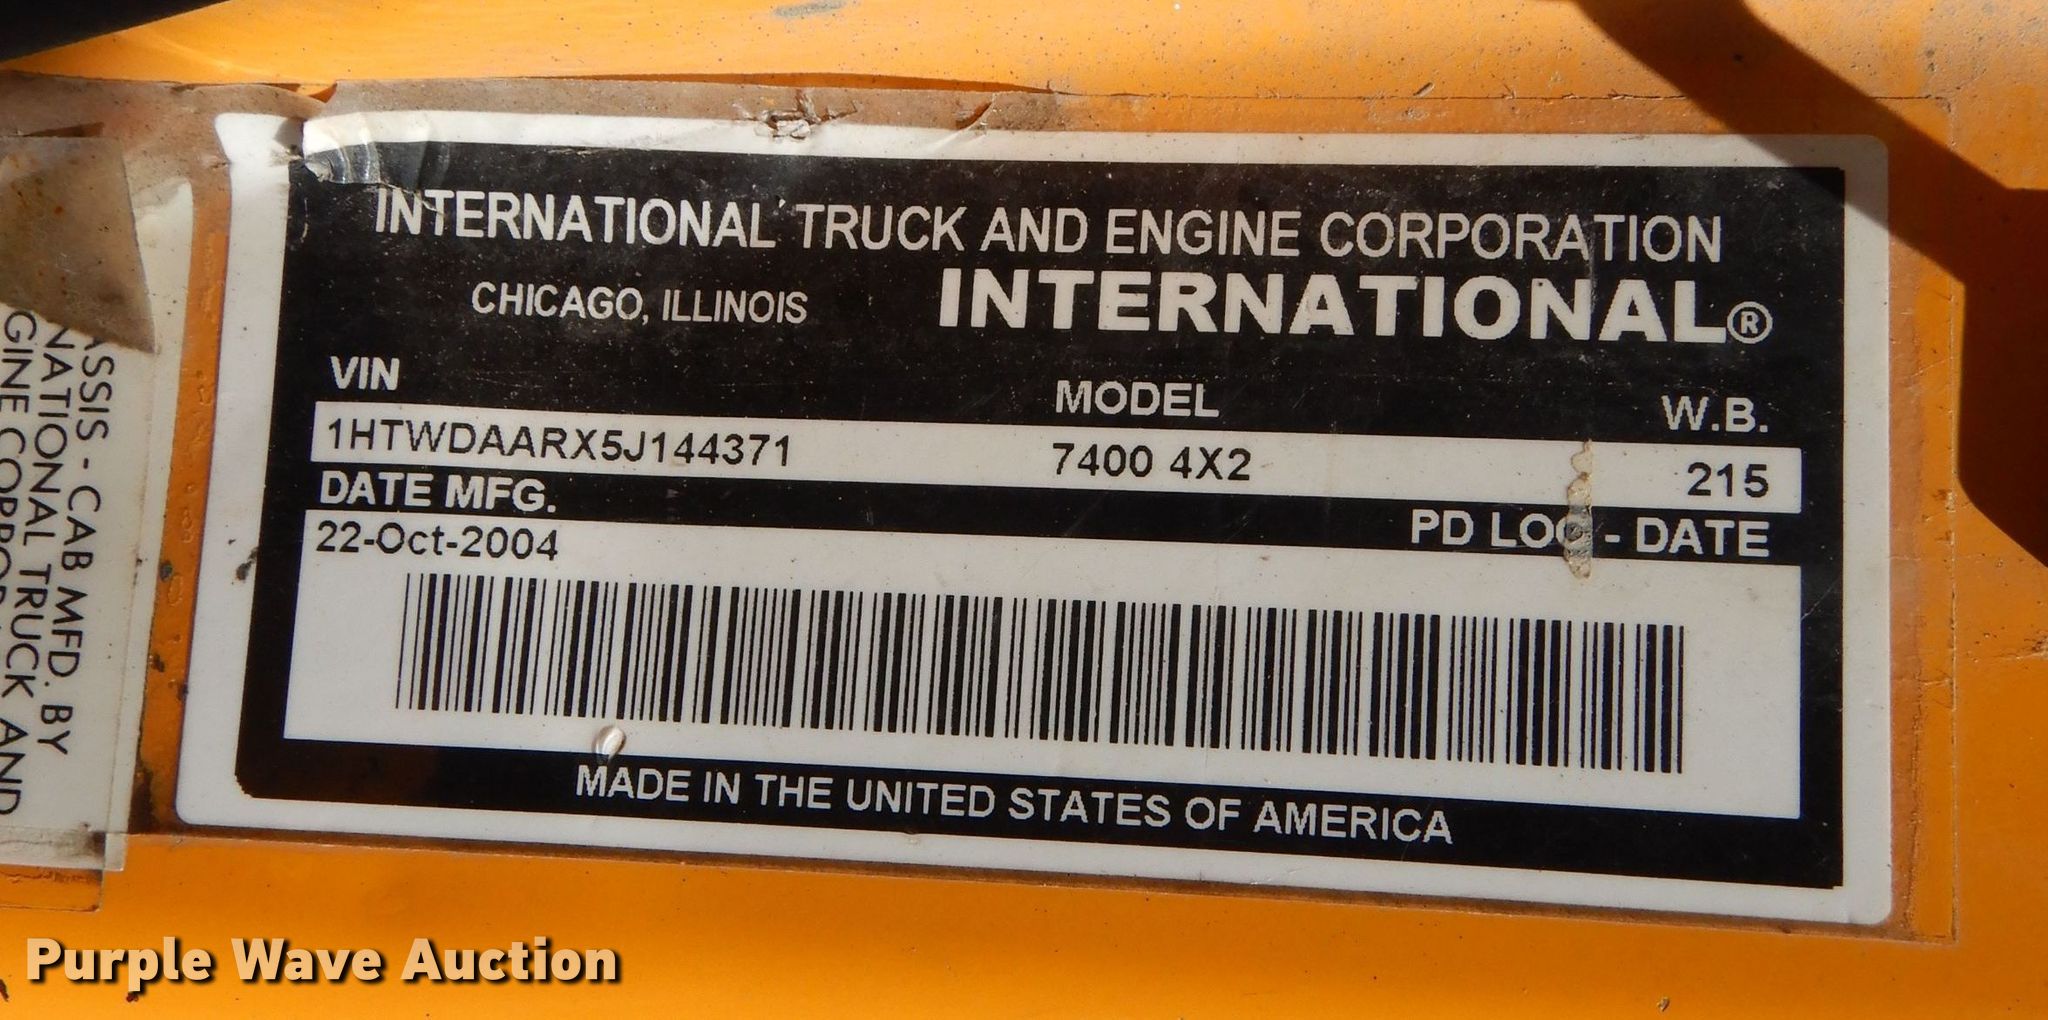 INTERNATIONAL TRUCK AND ENGINE CORPORATION
CHICAGO, ILLINOIS
INTERNATIONAL®
VIN
MODEL
W.B.
1HTWDAARX5J144371
7400 4X2
215
DATE MFG.
PD LOC - DATE
22-Oct-2004
MADE IN THE UNITED STATES OF AMERICA
ASSIS - CAB MFD. BY
NATIONAL TRUCK AND
GINE CORPOR
Purple Wave Auction